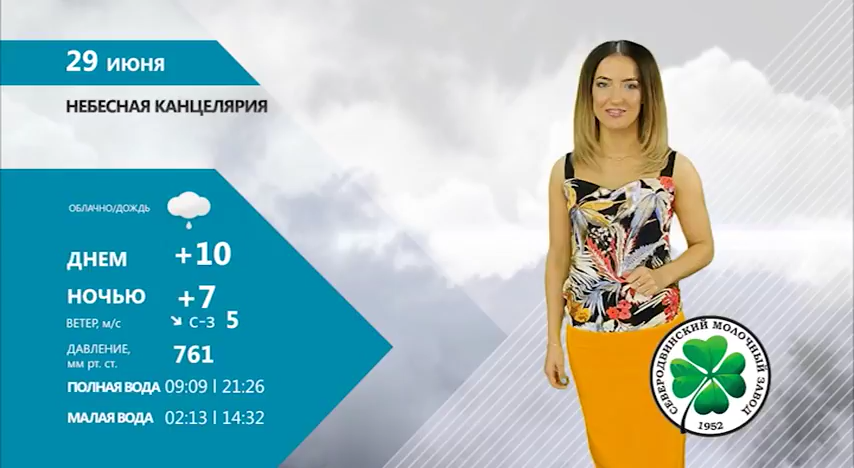 29 ИЮНЯ
НЕБЕСНАЯ КАНЦЕЛЯРИЯ
ОБЛАЧНО/ДОЖДЬ
ДНЕМ +10
НОЧЬЮ +7
ВЕТЕР, М/С С-З 5
ДАВЛЕНИЕ, 761
мм рт. ст.
ПОЛНАЯ ВОДА 09:09 | 21:26
МАЛАЯ ВОДА 02:13 | 14:32
СЕВЕРОДВИНСКИЙ МОЛОЧНЫЙ ЗАВОД
1952